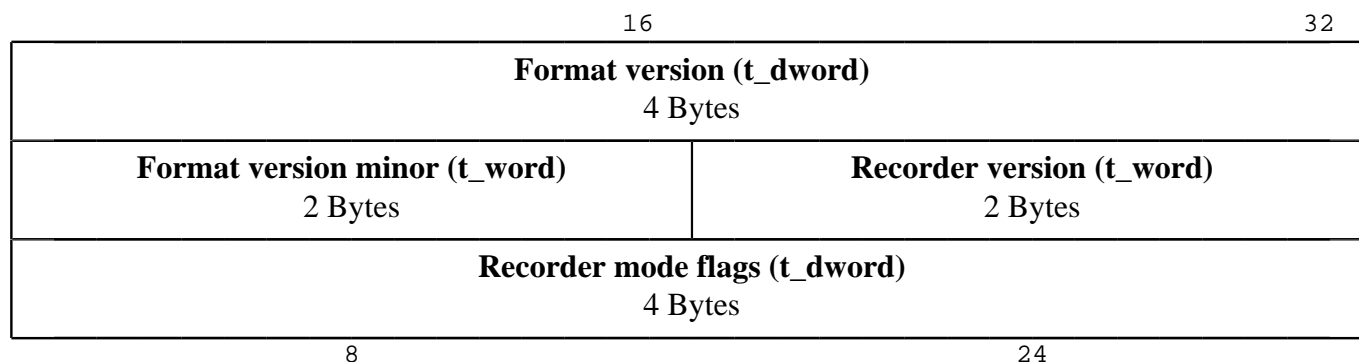 16 32
Format version (t_dword)
4 Bytes
Format version minor (t_word) Recorder version (t_word)
2 Bytes 2 Bytes
Recorder mode flags (t_dword)
4 Bytes
8 24